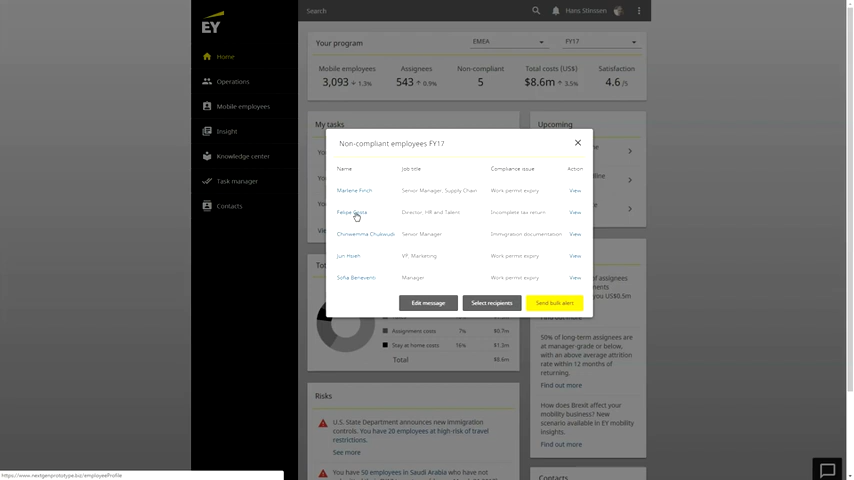 EY
Home
Operations
Mobile employees
Insight
Knowledge center
Task manager
Contacts
Search
Hans Stinssen
Your program
EMEA
FY17
Mobile employees
Assignees
Non-compliant
Total costs (US$)
Satisfaction
3,093 + 1.3%
543 ↑ 0.9%
5
$8.6m ↑ 3.5%
4.6 /5
My tasks
Upcoming
Non-compliant employees FY17
Name Job title Compliance issue Action
Marlene Finch Senior Manager, Supply Chain Work permit expiry View
Felipe Director, HR and Talent Incomplete tax return View
Chinwemma Chukwudi Senior Manager Immigration documentation View
Jun Hsieh VP, Marketing Work permit expiry View
Sofia Beneventi Manager Work permit expiry View
Edit message
Select recipients
Send bulk alert
Assignment costs 7% $0.7m
Stay at home costs 16% $1.3m
Total $8.6m
of assignees
you US$0.5m
50% of long-term assignees are
at manager-grade or below,
with an above average attrition
rate within 12 months of
returning.
Find out more
How does Brexit affect your
mobility business? New
scenario available in EY mobility
insights.
Find out more
Risks
U.S. State Department announces new immigration
controls. You have 20 employees at high-risk of travel
restrictions.
See more
You have 50 employees in Saudi Arabia who have not
Contacts
https://www.nextgenprototype.biz/employeeProfile